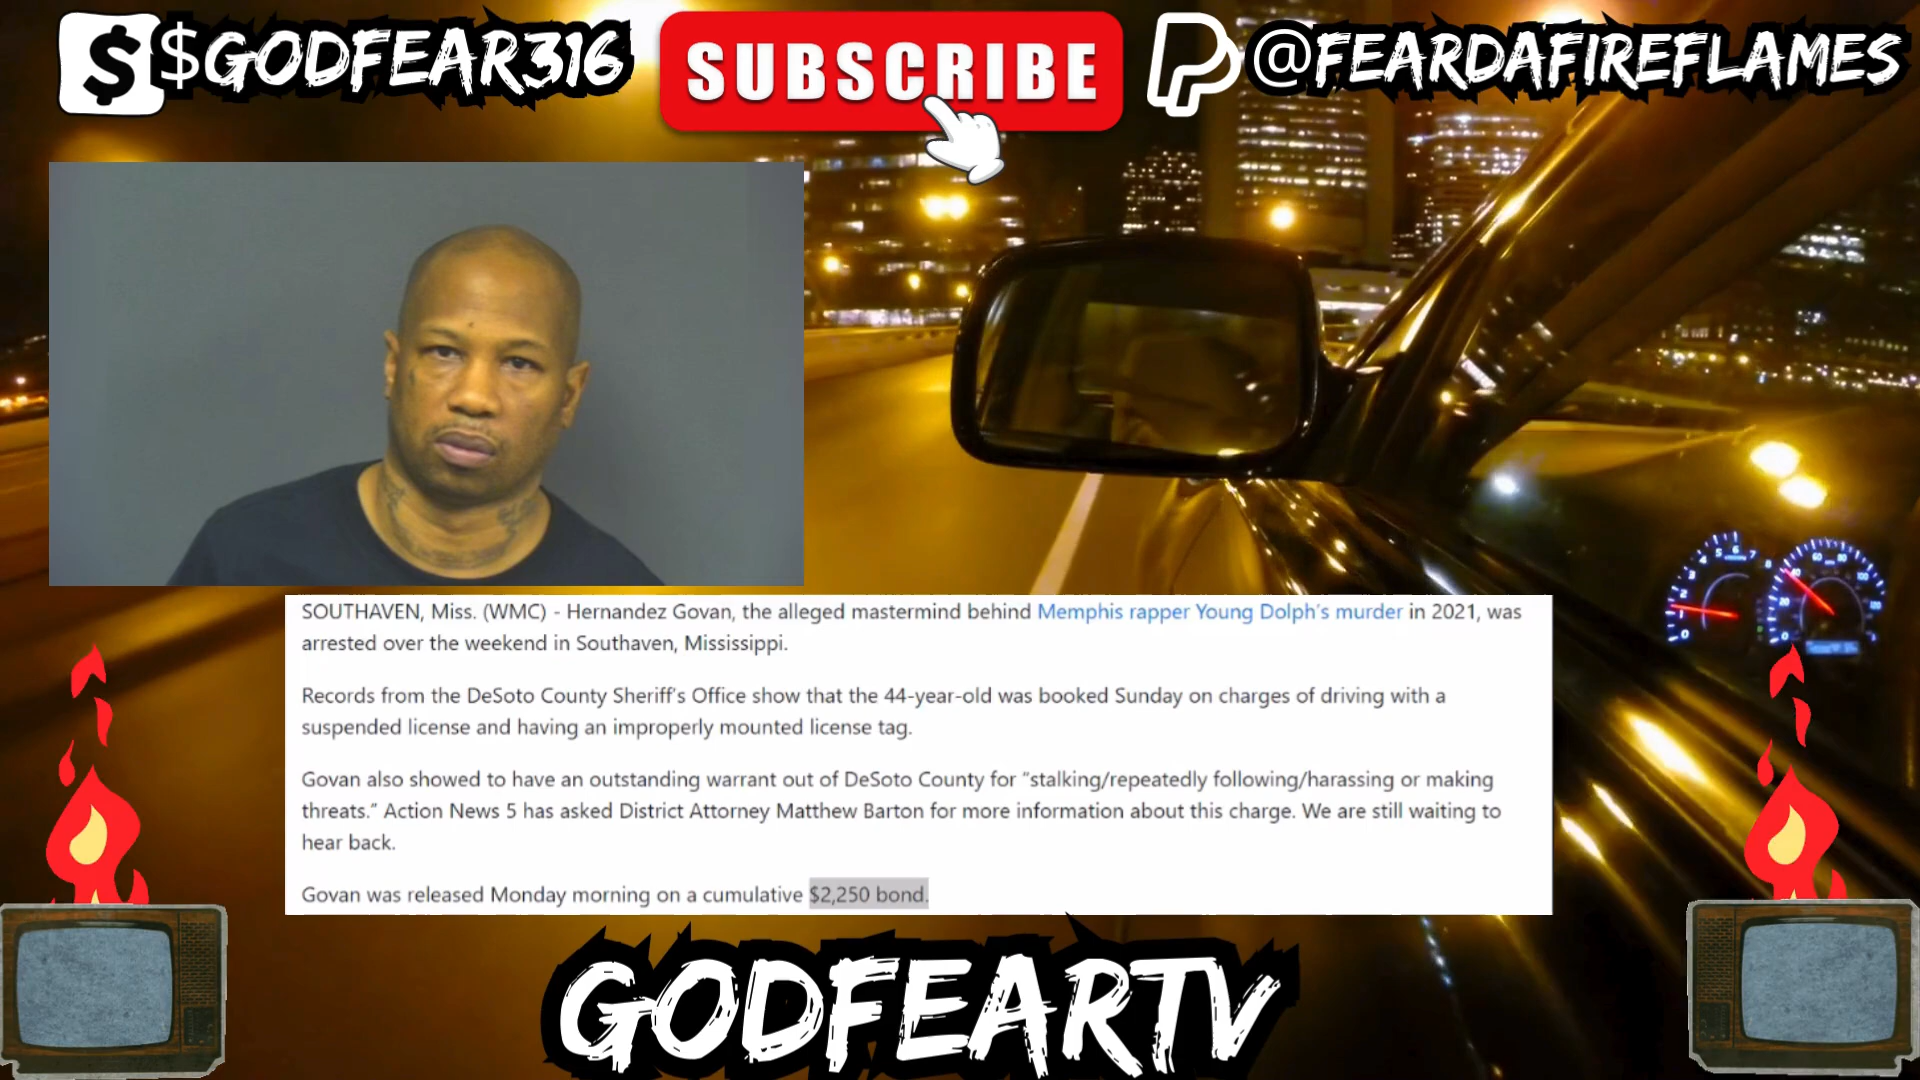 $GODFEAR316
SUBSCRIBE
@FEARDAFIREFLAMES
SOUTHAVEN, Miss. (WMC) - Hernandez Govan, the alleged mastermind behind Memphis rapper Young Dolph's murder in 2021, was
arrested over the weekend in Southaven, Mississippi.
Records from the DeSoto County Sheriff's Office show that the 44-year-old was booked Sunday on charges of driving with a
suspended license and having an improperly mounted license tag.
Govan also showed to have an outstanding warrant out of DeSoto County for “stalking/repeatedly following/harassing or making
threats.” Action News 5 has asked District Attorney Matthew Barton for more information about this charge. We are still waiting to
hear back.
Govan was released Monday morning on a cumulative $2,250 bond.
GODFEARTV